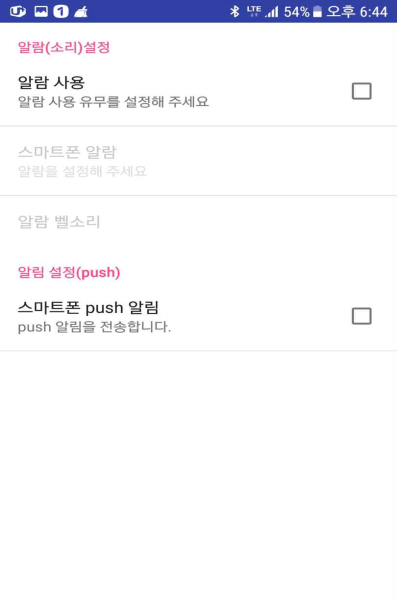 LTE 54% 오후 6:44
알람(소리)설정
알람 사용
알람 사용 유무를 설정해 주세요
스마트폰 알람
알람을 설정해 주세요
알람 벨소리
알림 설정(push)
스마트폰 push 알림
push 알림을 전송합니다.